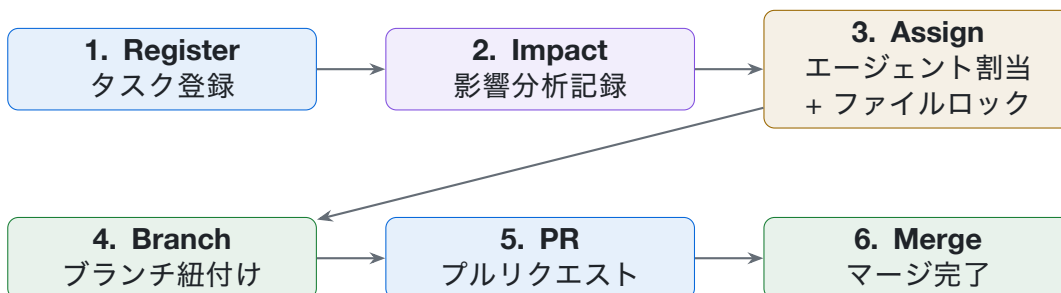 1. Register
タスク登録
2. Impact
影響分析記録
3. Assign
エージェント割当
+ ファイルロック
4. Branch
ブランチ紐付け
5. PR
プルリクエスト
6. Merge
マージ完了